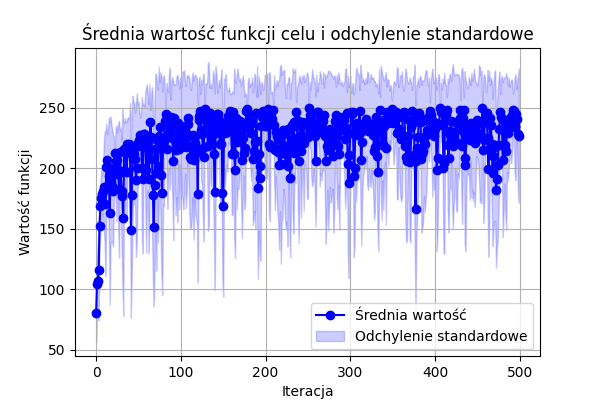 Średnia wartość funkcji celu i odchylenie standardowe
Wartość funkcji
250
200
150
100
50
0 100 200 300 400 500
Iteracja
Średnia wartość
Odchylenie standardowe